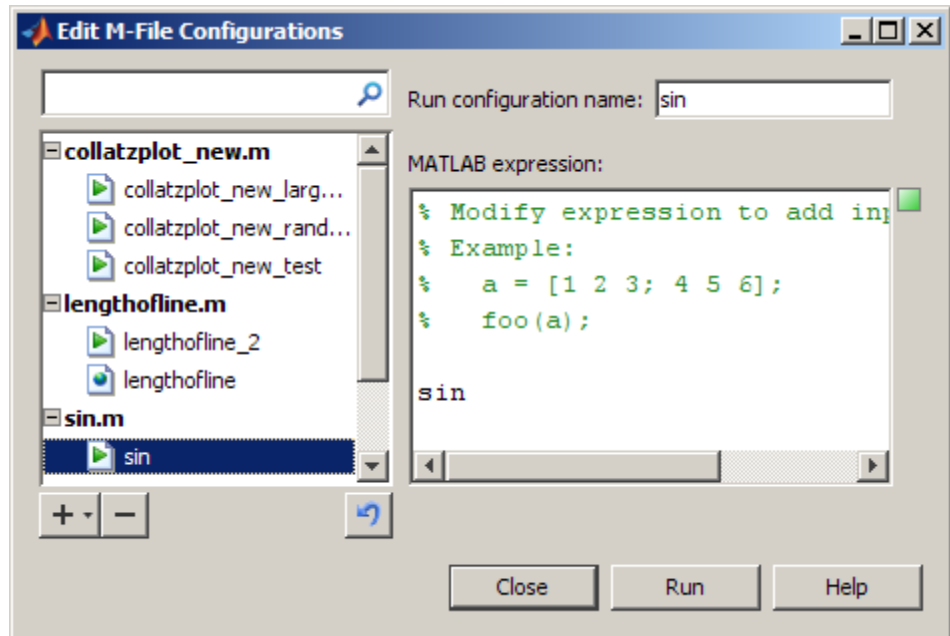 Edit M-File Configurations
Run configuration name: sin
collatzplot_new.m
collatzplot_new_larg...
collatzplot_new_rand...
collatzplot_new_test
lengthofline.m
lengthofline_2
lengthofline
sin.m
sin
MATLAB expression:
% Modify expression to add inp
% Example:
%   a = [1 2 3; 4 5 6];
%   foo(a);
sin
Close
Run
Help